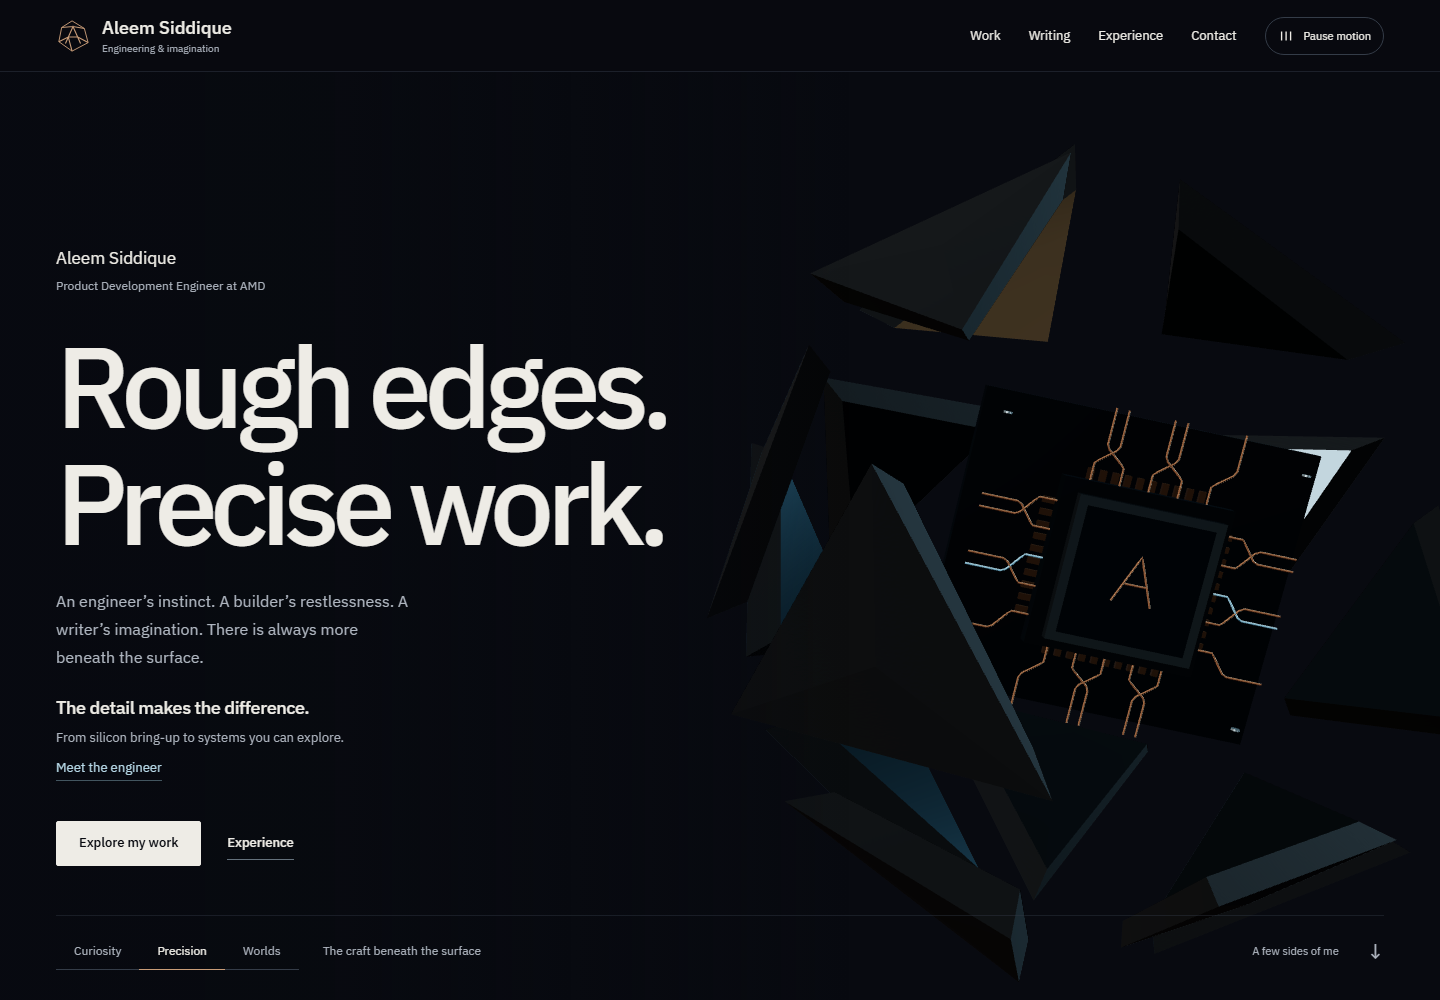 Aleem Siddique
Engineering & imagination
Work
Writing
Experience
Contact
Pause motion
Aleem Siddique
Product Development Engineer at AMD
Rough edges.
Precise work.
An engineer’s instinct. A builder’s restlessness. A
writer’s imagination. There is always more
beneath the surface.
The detail makes the difference.
From silicon bring-up to systems you can explore.
Meet the engineer
Explore my work
Experience
A
Curiosity
Precision
Worlds
The craft beneath the surface
A few sides of me